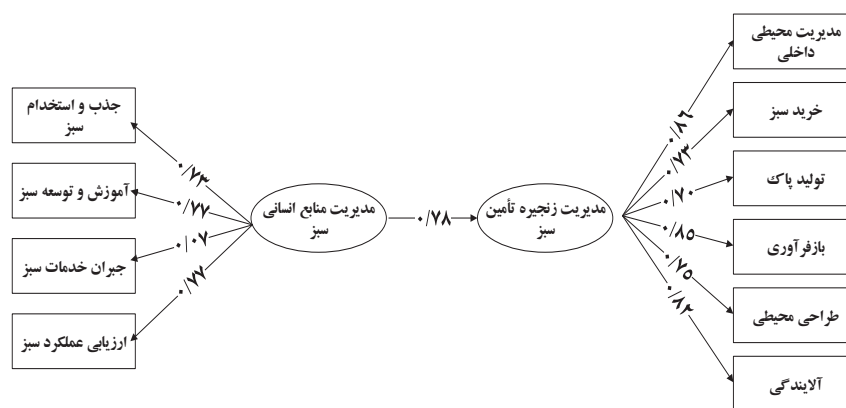 مدیریت محیطی
داخلی
خرید سبز
تولید پاک
بازفرآوری
طراحی محیطی
آلایندگی
۰/۸۶
۰/۷۳
۰/۷۰
۰/۸۵
۰/۷۵
۰/۸۲
مدیریت زنجیره تأمین
سبز
۰/۷۸
مدیریت منابع انسانی
سبز
۰/۷۳
۰/۷۷
۰/۰۷
۰/۷۷
جذب و استخدام
سبز
آموزش و توسعه سبز
جبران خدمات سبز
ارزیابی عملکرد سبز